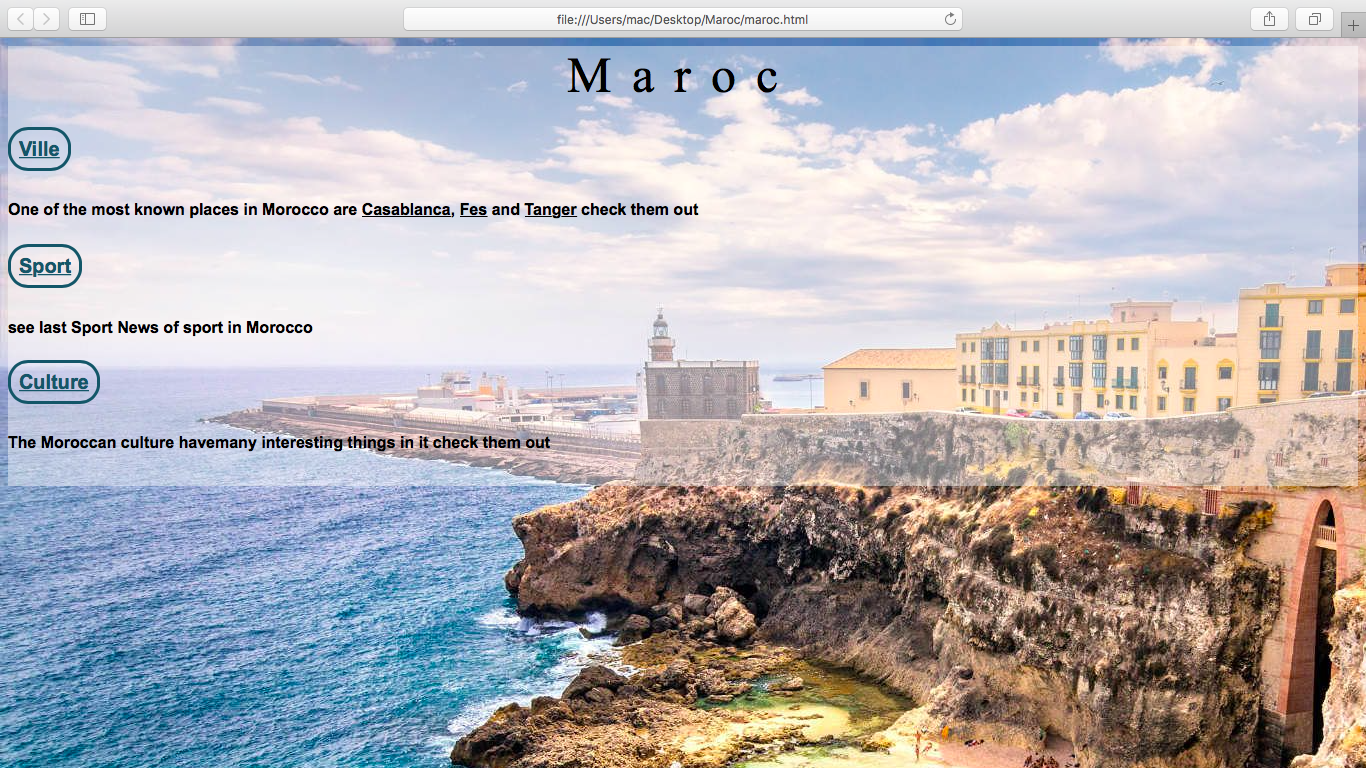 file:///Users/mac/Desktop/Maroc/maroc.html
Maroc
Ville
One of the most known places in Morocco are Casablanca, Fes and Tanger check them out
Sport
see last Sport News of sport in Morocco
Culture
The Moroccan culture havemany interesting things in it check them out